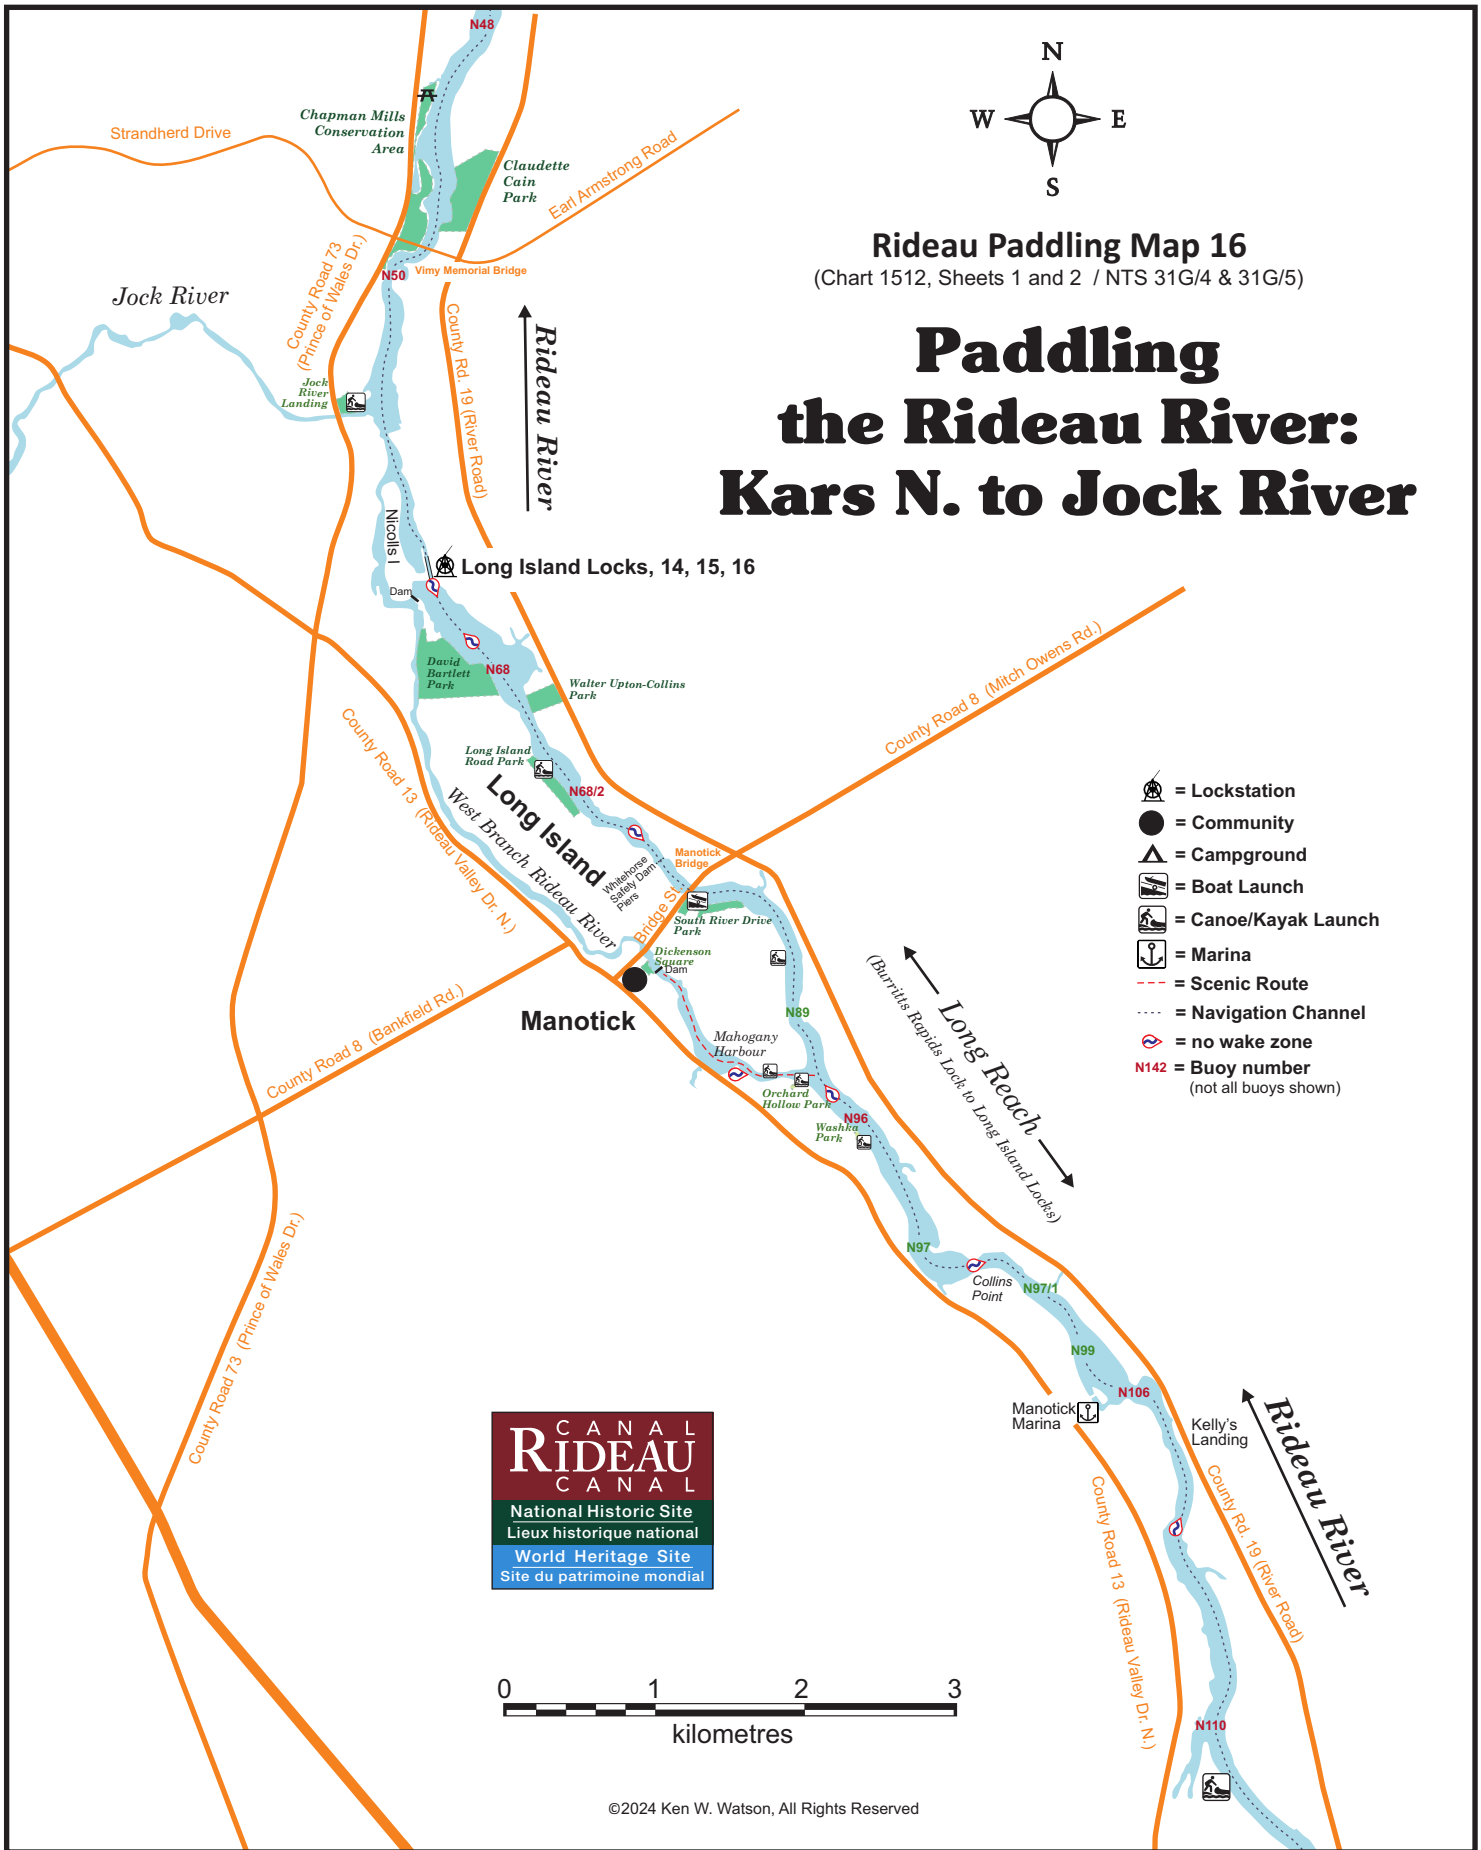 N48
Chapman Mills
Conservation
Area
Strandherd Drive
Claudette
Cain
Park
Earl Armstrong Road
N
W
E
S
Rideau Paddling Map 16
(Chart 1512, Sheets 1 and 2 / NTS 31G/4 & 31G/5)
Paddling
the Rideau River:
Kars N. to Jock River
County Road 73
(Prince of Wales Dr.)
N50
Vimy Memorial Bridge
Jock River
County Rd. 19 (River Road)
Rideau River
Jock
River
Landing
Nicolls I
Long Island Locks, 14, 15, 16
Dam
David
Bartlett
Park
N68
Walter Upton-Collins
Park
County Road 8 (Mitch Owens Rd.)
County Road 13 (Rideau Valley Dr. N.)
Long Island
Road Park
N68/2
Long Island
West Branch Rideau River
Whitehorse
Safety Dam
Piers
Manotick
Bridge
Bridge St.
South River Drive
Park
Dickenson
Square
Dam
Manotick
County Road 8 (Bankfield Rd.)
N89
Mahogany
Harbour
Orchard
Hollow Park
N96
Washka
Park
Long Reach
(Burritts Rapids Lock to Long Island Locks)
= Lockstation
= Community
= Campground
= Boat Launch
= Canoe/Kayak Launch
= Marina
= Scenic Route
= Navigation Channel
= no wake zone
N142 = Buoy number
(not all buoys shown)
N97
Collins
Point
N97/1
N99
N106
Manotick
Marina
Kelly's
Landing
County Road 73 (Prince of Wales Dr.)
County Rd. 19 (River Road)
Rideau River
County Road 13 (Rideau Valley Dr. N.)
N110
CANAL
RIDEAU
CANAL
National Historic Site
Lieux historique national
World Heritage Site
Site du patrimoine mondial
0 1 2 3
kilometres
©2024 Ken W. Watson, All Rights Reserved